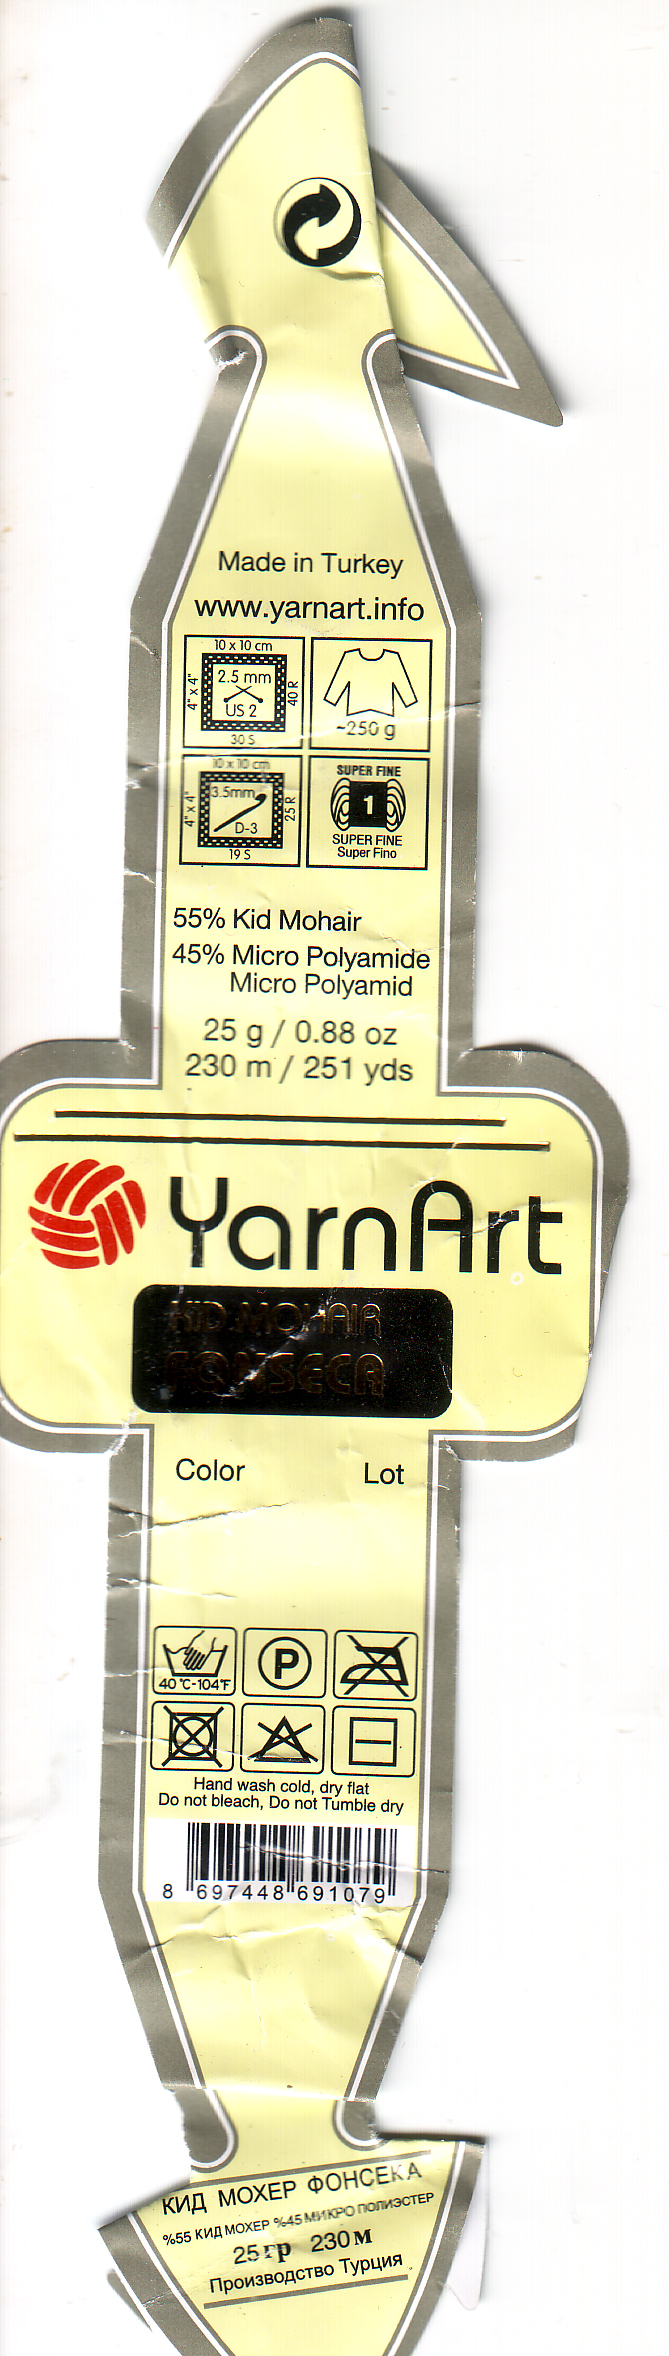 Made in Turkey
www.yarnart.info
10 x 10 cm
4" x 4"
2.5 mm
US 2
40 R
30 S
~250 g
10 x 10 cm
4" x 4"
3.5mm
D-3
25 R
19 S
SUPER FINE
1
SUPER FINE
Super Fino
55% Kid Mohair
45% Micro Polyamide
Micro Polyamid
25 g / 0.88 oz
230 m / 251 yds
YarnArt
KID MOHAIR
FONSECA
Color Lot
40°C-104°F
P
Hand wash cold, dry flat
Do not bleach, Do not Tumble dry
8 697448 691079
КИД МОХЕР ФОНСЕКА
%55 КИД МОХЕР %45 МИКРО ПОЛИЭСТЕР
25гр 230м
Производство Турция